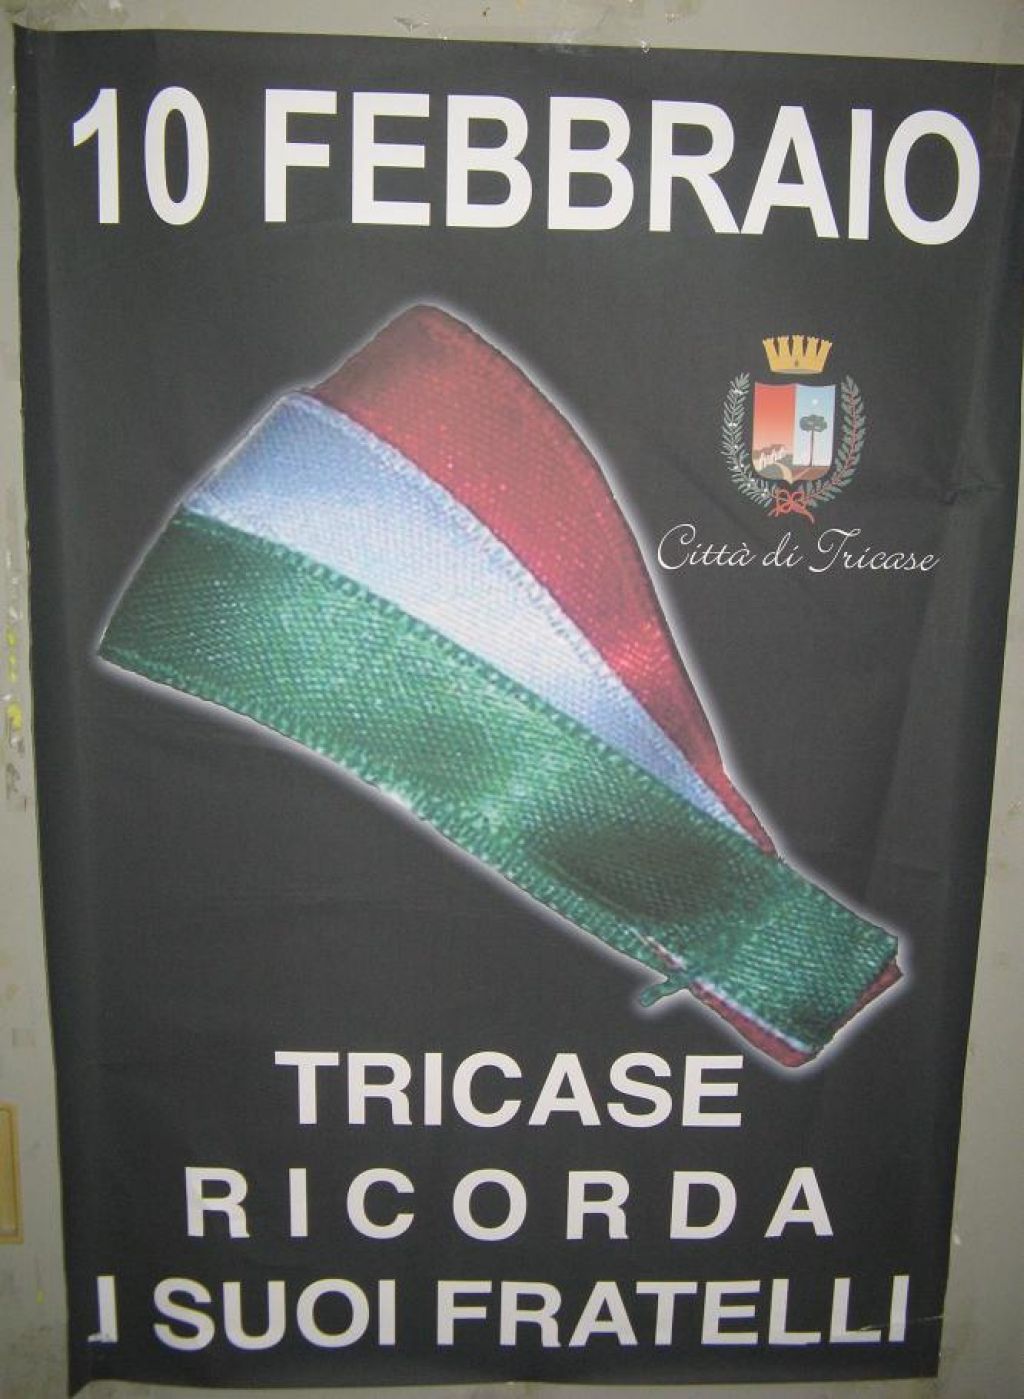 10 FEBBRAIO
Città di Tricase
TRICASE
RICORDA
I SUOI FRATELLI